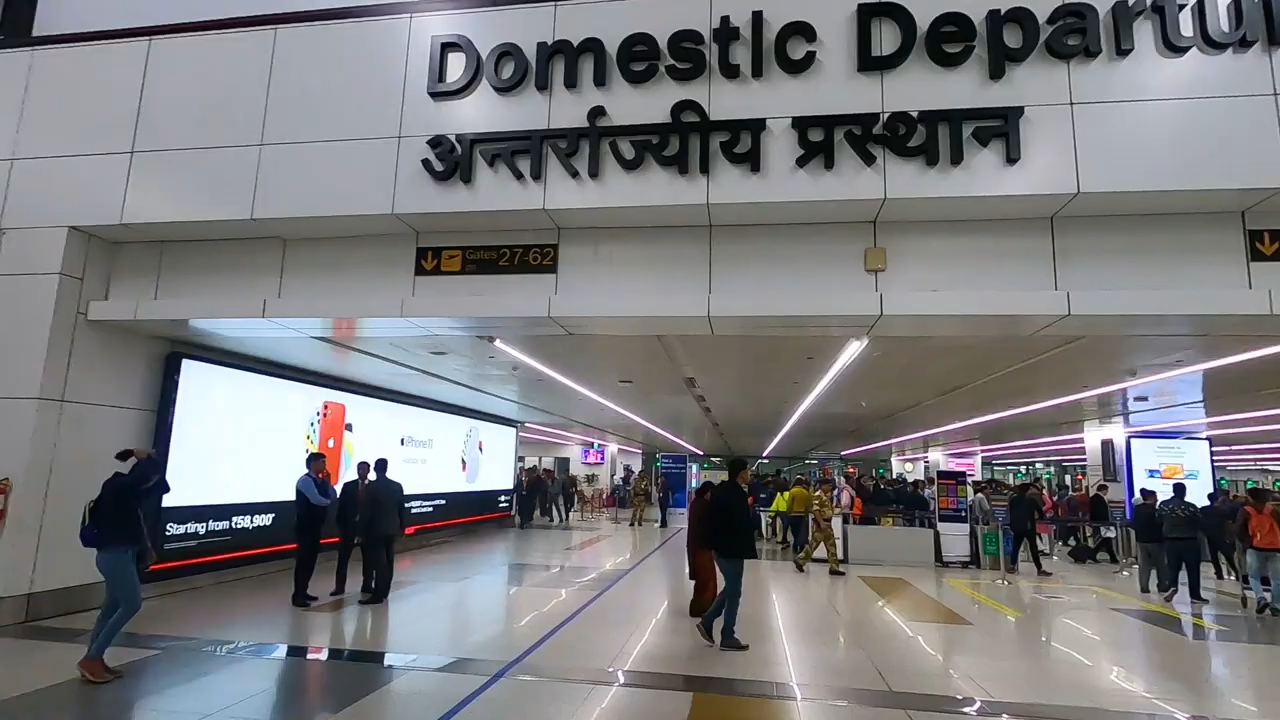 Domestic Departu
अन्तर्राज्यीय प्रस्थान
Gates 27-62
iPhone 11
Starting from ₹58,900*